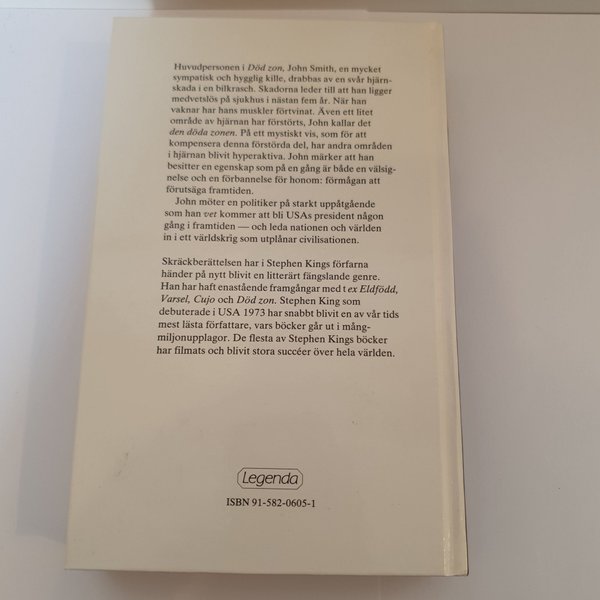 Huvudpersonen i Död zon, John Smith, en mycket
sympatisk och hygglig kille, drabbas av en svår hjärn-
skada i en bilkrasch. Skadorna leder till att han ligger
medvetslös på sjukhus i nästan fem år. När han
vaknar har hans muskler förtvinat. Även ett litet
område av hjärnan har förstörts, John kallar det
den döda zonen. På ett mystiskt vis, som för att
kompensera denna förstörda del, har andra områden
i hjärnan blivit hyperaktiva. John märker att han
besitter en egenskap som på en gång är både en välsig-
nelse och en förbannelse för honom: förmågan att
förutsäga framtiden.
John möter en politiker på starkt uppåtgående
som han vet kommer att bli USAs president någon
gång i framtiden — och leda nationen och världen
in i ett världskrig som utplånar civilisationen.
Skräckberättelsen har i Stephen Kings förfarna
händer på nytt blivit en litterärt fängslande genre.
Han har haft enastående framgångar med t ex Eldfödd,
Varsel, Cujo och Död zon. Stephen King som
debuterade i USA 1973 har snabbt blivit en av vår tids
mest lästa författare, vars böcker går ut i mång-
miljonupplagor. De flesta av Stephen Kings böcker
har filmats och blivit stora succéer över hela världen.
Legenda
ISBN 91-582-0605-1